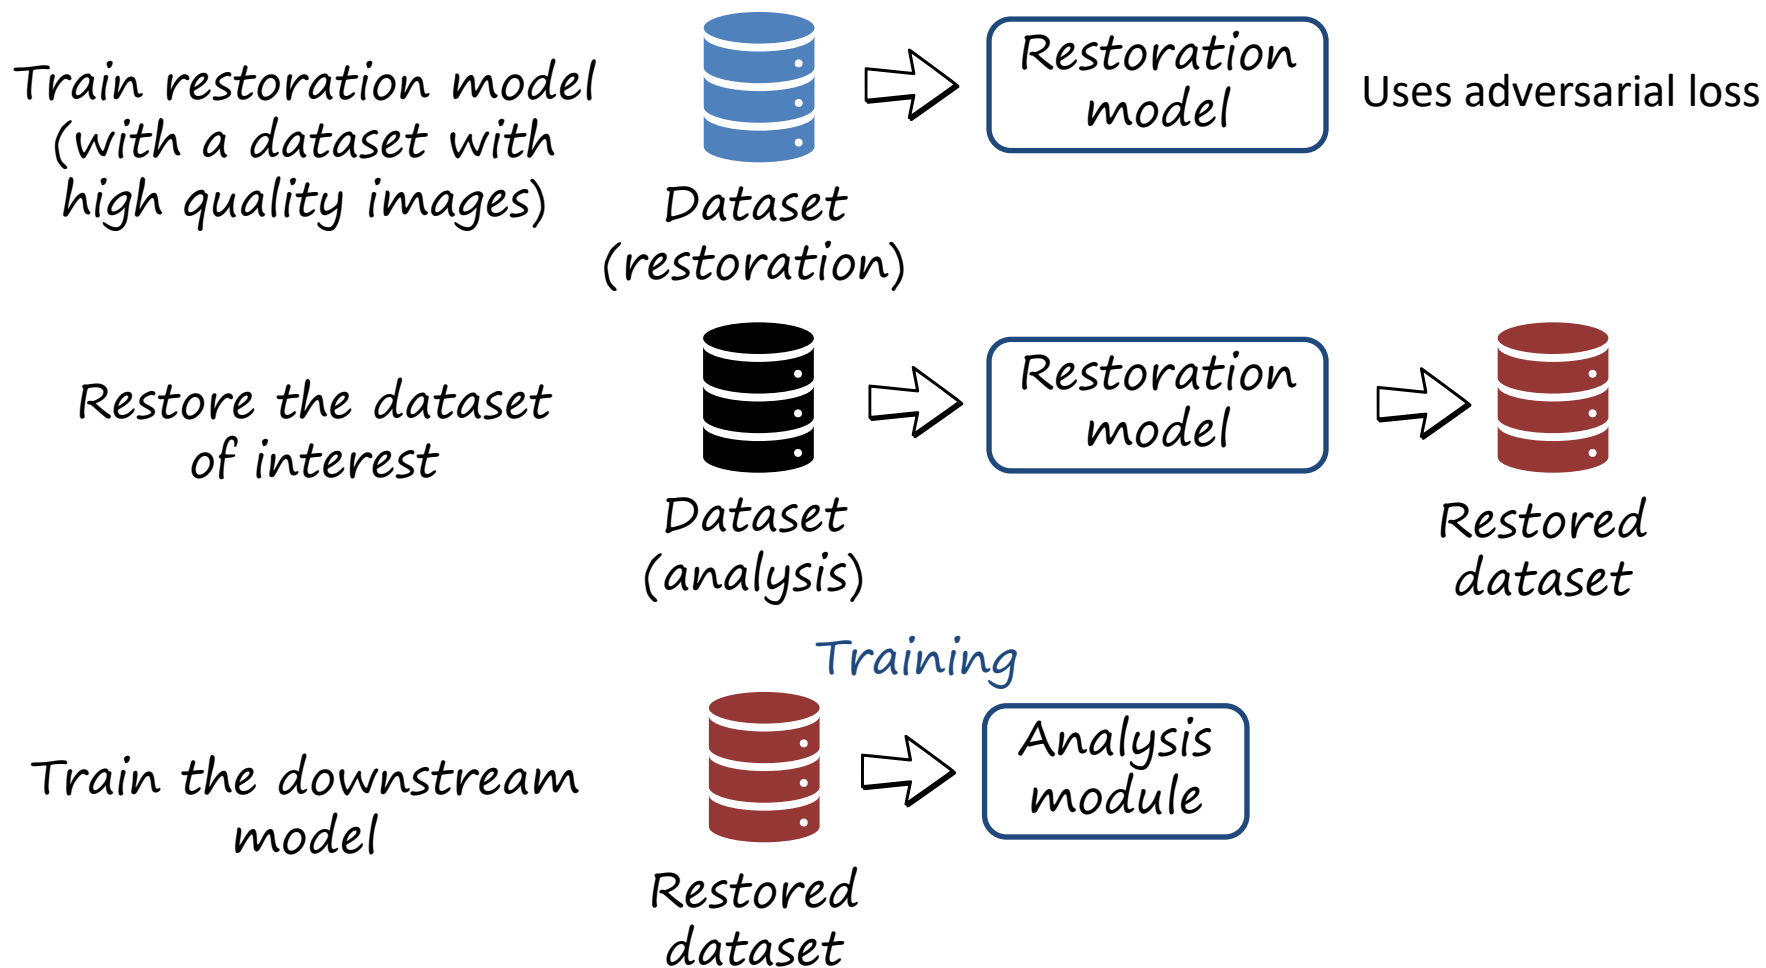 Train restoration model
(with a dataset with
high quality images)
Dataset
(restoration)
Restoration
model
Uses adversarial loss
Restore the dataset
of interest
Dataset
(analysis)
Restoration
model
Restored
dataset
Train the downstream
model
Training
Restored
dataset
Analysis
module